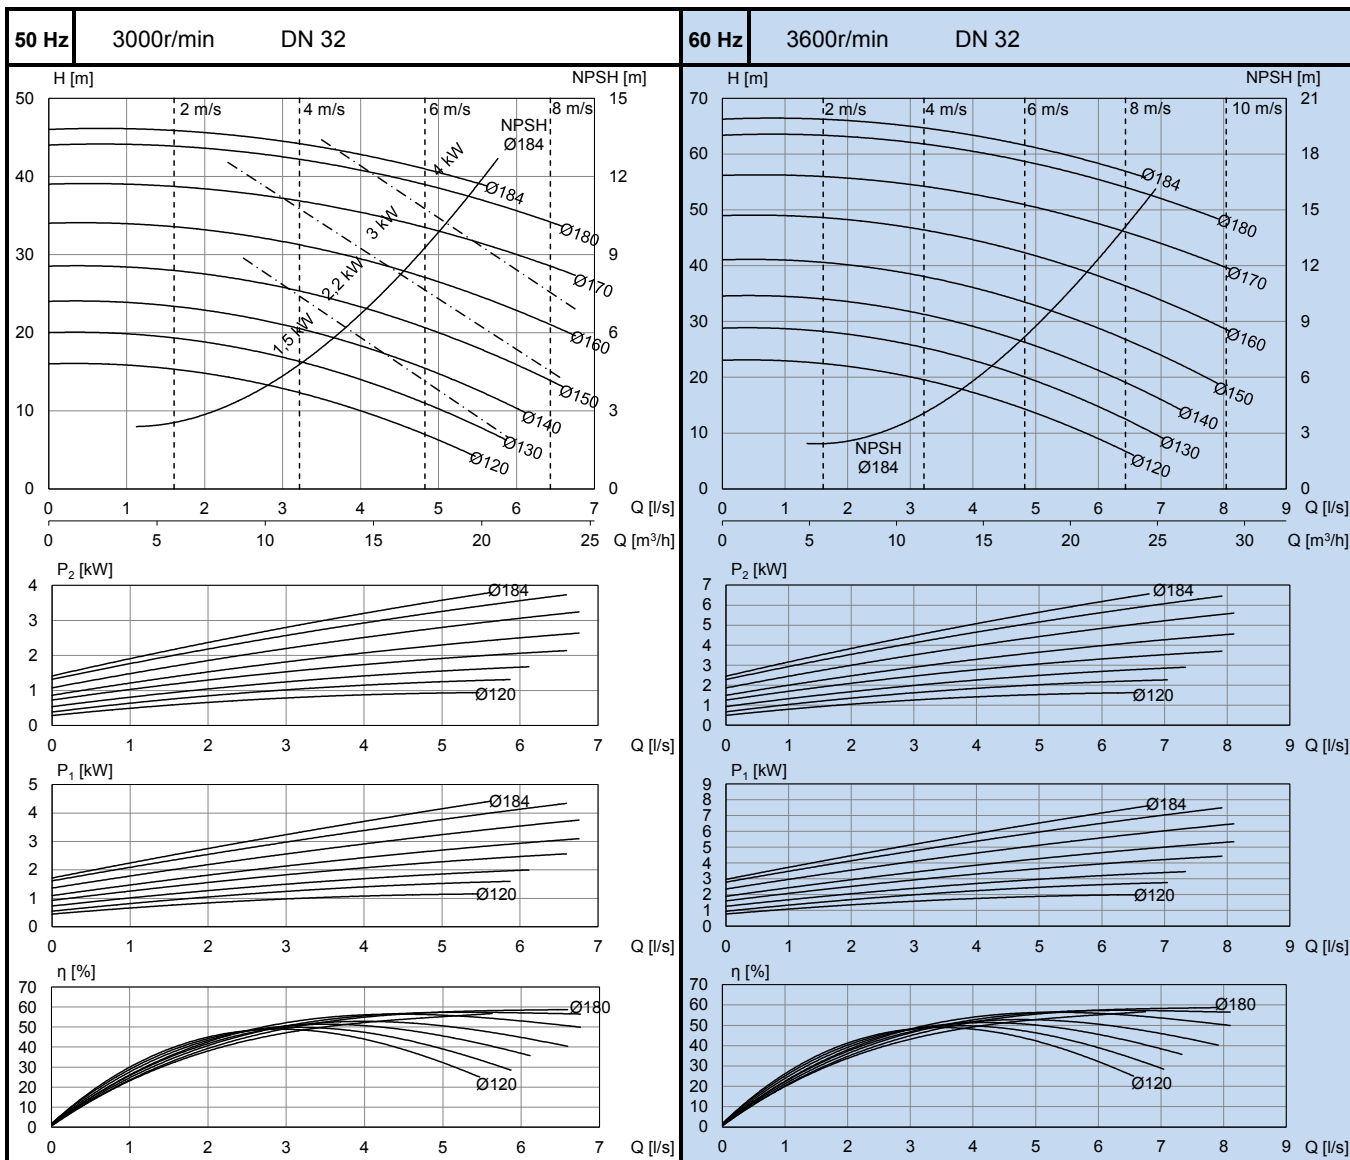 50 Hz 3000r/min DN 32
H [m] NPSH [m]
50 2 m/s 4 m/s 6 m/s 8 m/s 15
NPSH
Ø184
4 kW
40 12
Ø184
3 kW
Ø180
30 9
2,2 kW
Ø170
20 6
1,5 kW
Ø160
Ø150
10 3
Ø140
Ø130
Ø120
0 0
0 1 2 3 4 5 6 7 Q [l/s]
0 5 10 15 20 25 Q [m³/h]
P₂ [kW]
4 Ø184
3
2
1 Ø120
0
0 1 2 3 4 5 6 7 Q [l/s]
P₁ [kW]
5
Ø184
4
3
2
1 Ø120
0
0 1 2 3 4 5 6 7 Q [l/s]
η [%]
70
60 Ø180
50
40
30
20 Ø120
10
0
0 1 2 3 4 5 6 7 Q [l/s]
60 Hz 3600r/min DN 32
H [m] NPSH [m]
70 2 m/s 4 m/s 6 m/s 8 m/s 10 m/s 21
60 18
Ø184
50 15
Ø180
40 12
Ø170
30 9
Ø160
20 6
Ø150
Ø140
10 3
NPSH
Ø184
Ø130
Ø120
0 0
0 1 2 3 4 5 6 7 8 9 Q [l/s]
0 5 10 15 20 25 30 Q [m³/h]
P₂ [kW]
7 Ø184
6
5
4
3
2
1 Ø120
0
0 1 2 3 4 5 6 7 8 9 Q [l/s]
P₁ [kW]
9
8 Ø184
7
6
5
4
3
2 Ø120
1
0
0 1 2 3 4 5 6 7 8 9 Q [l/s]
η [%]
70
60 Ø180
50
40
30
20 Ø120
10
0
0 1 2 3 4 5 6 7 8 9 Q [l/s]